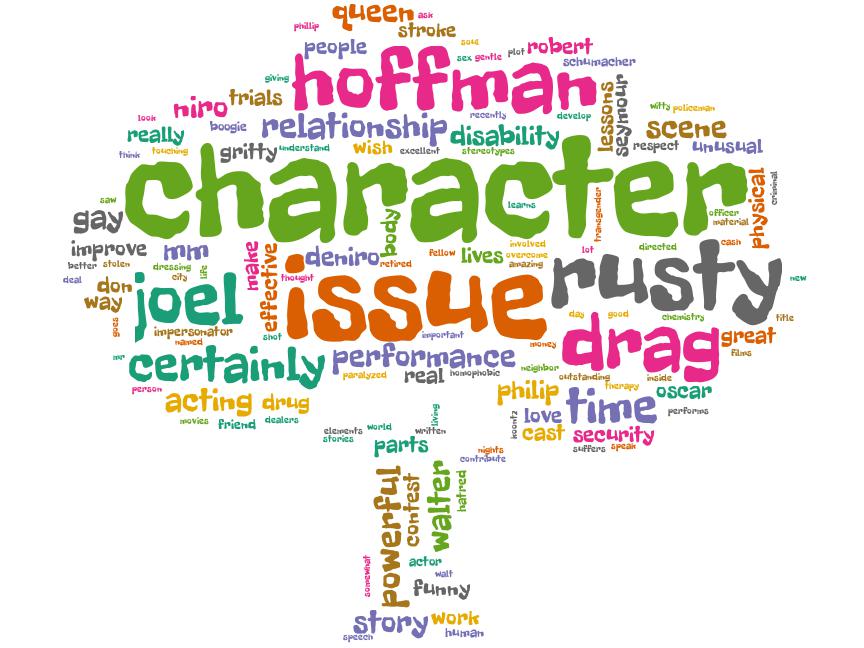 queen
ask
phillip
stroke
people
soul
sex
gentle
plot
robert
schumacher
hoffman
giving
niro
trials
lessons
seymour
witty
policeman
look
boogie
relationship
recently
develop
really
disability
scene
think
touching
gritty
understand
wish
excellent
stereotypes
respect
unusual
character
saw
gay
body
learns
transgender
officer
material
physical
criminal
improve
mm
make
effective
deniro
retired
fellow
lives
involved
overcome
amazing
lot
directed
cash
better
stolen
dressing
city
life
thought
issue
rusty
new
deal
don
way
joel
goes
impersonator
named
shot
important
day
good
chemistry
title
money
drag
great
films
mr
certainly
performance
paralyzed
real
homophobic
neighbor
outstanding
therapy
inside
person
acting
drug
philip
time
oscar
performs
movies
friend
dealers
living
koontz
love
cast
security
elements
world
stories
written
suffers
speak
parts
nights
contribute
powerful
contest
walter
hatred
somewhat
actor
walt
funny
story
work
speech
human